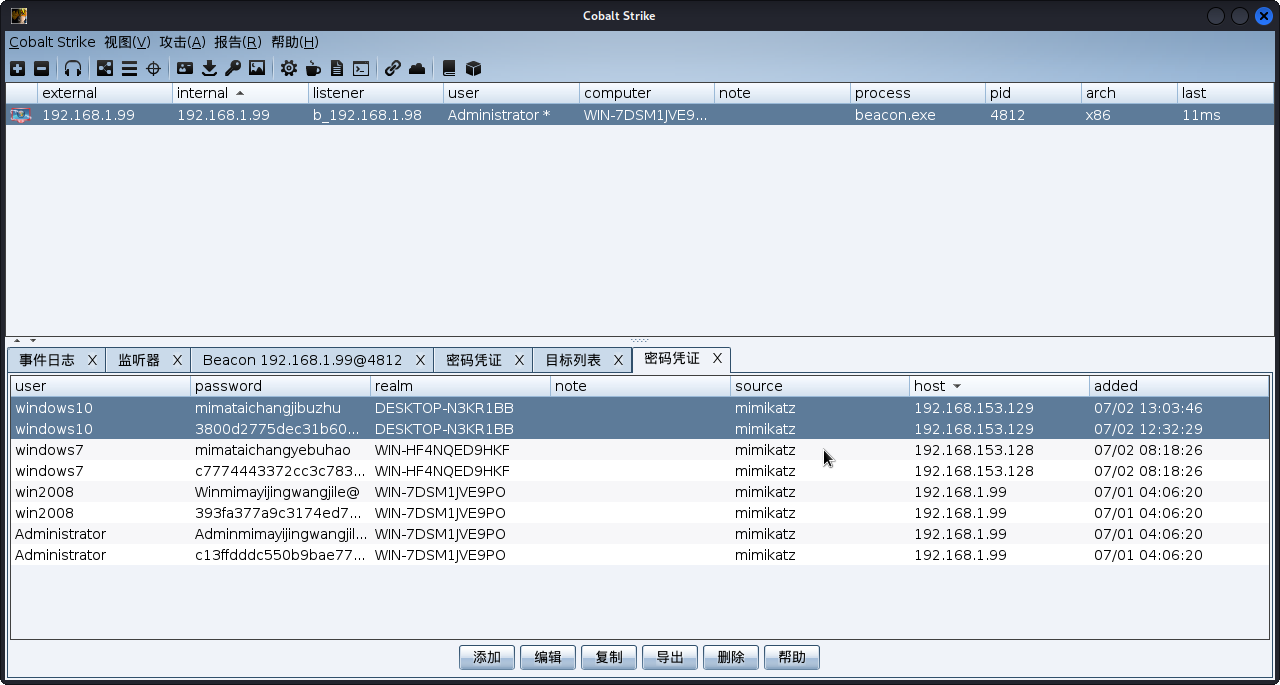 Cobalt Strike
Cobalt Strike 视图(V) 攻击(A) 报告(R) 帮助(H)
external internal listener user computer note process pid arch last
192.168.1.99 192.168.1.99 b_192.168.1.98 Administrator * WIN-7DSM1JVE9... beacon.exe 4812 x86 11ms
事件日志 X 监听器 X Beacon 192.168.1.99@4812 X 密码凭证 X 目标列表 X 密码凭证 X
user password realm note source host added
windows10 mimataichangjibuzhu DESKTOP-N3KR1BB mimikatz 192.168.153.129 07/02 13:03:46
windows10 3800d2775dec31b60... DESKTOP-N3KR1BB mimikatz 192.168.153.129 07/02 12:32:29
windows7 mimataichangyebuhao WIN-HF4NQED9HKF mimikatz 192.168.153.128 07/02 08:18:26
windows7 c7774443372cc3c783... WIN-HF4NQED9HKF mimikatz 192.168.153.128 07/02 08:18:26
win2008 Winmimayijingwangjile@ WIN-7DSM1JVE9PO mimikatz 192.168.1.99 07/01 04:06:20
win2008 393fa377a9c3174ed7... WIN-7DSM1JVE9PO mimikatz 192.168.1.99 07/01 04:06:20
Administrator Adminmimayijingwangjil... WIN-7DSM1JVE9PO mimikatz 192.168.1.99 07/01 04:06:20
Administrator c13ffdddc550b9bae77... WIN-7DSM1JVE9PO mimikatz 192.168.1.99 07/01 04:06:20
添加 编辑 复制 导出 删除 帮助